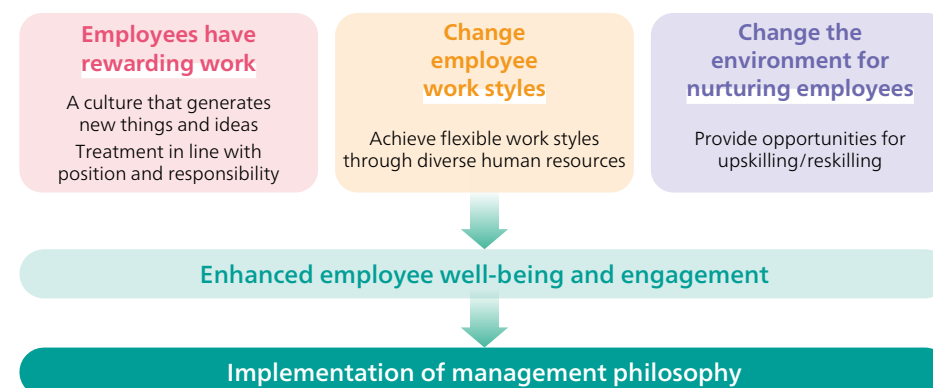 Employees have
rewarding work
A culture that generates
new things and ideas
Treatment in line with
position and responsibility
Change
employee
work styles
Achieve flexible work styles
through diverse human resources
Change the
environment for
nurturing employees
Provide opportunities for
upskilling/reskilling
Enhanced employee well-being and engagement
Implementation of management philosophy